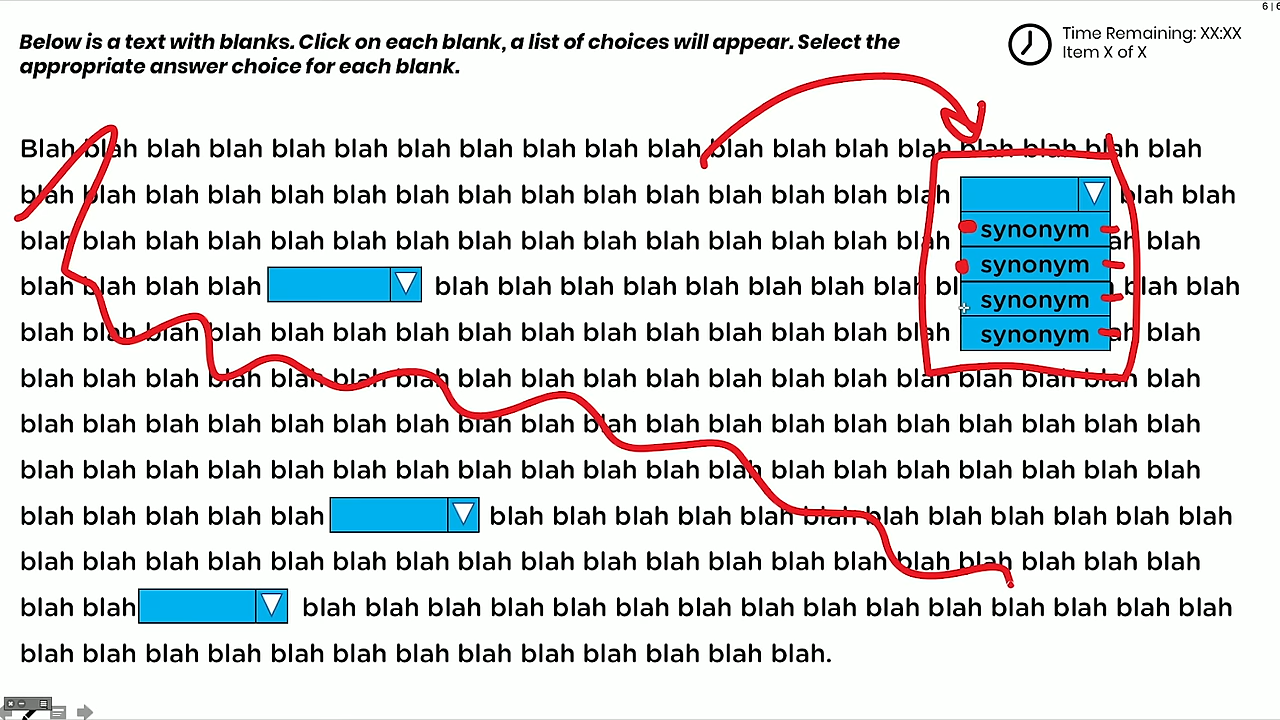 6 | 6
Below is a text with blanks. Click on each blank, a list of choices will appear. Select the
appropriate answer choice for each blank.
Time Remaining: XX:XX
Item X of X
Blah blah blah blah blah blah blah blah blah blah blah blah blah blah blah blah blah blah blah
blah blah blah blah blah blah blah blah blah blah blah blah blah blah blah blah blah
blah blah blah blah blah blah blah blah blah blah blah blah blah blah blah ah blah
blah blah blah blah blah blah blah blah blah blah blah blah bl blah blah
blah blah blah blah blah blah blah blah blah blah blah blah blah blah blah ah blah
synonym
synonym
synonym
synonym
blah blah blah blah blah blah blah blah blah blah blah blah blah blah blah blah blah blah blah
blah blah blah blah blah blah blah blah blah blah blah blah blah blah blah blah blah blah blah
blah blah blah blah blah blah blah blah blah blah blah blah blah blah blah blah blah blah blah
blah blah blah blah blah blah blah blah blah blah blah blah blah blah blah blah blah
blah blah blah blah blah blah blah blah blah blah blah blah blah blah blah blah blah blah blah
blah blah blah blah blah blah blah blah blah blah blah blah blah blah blah blah blah
blah blah blah blah blah blah blah blah blah blah blah blah blah.